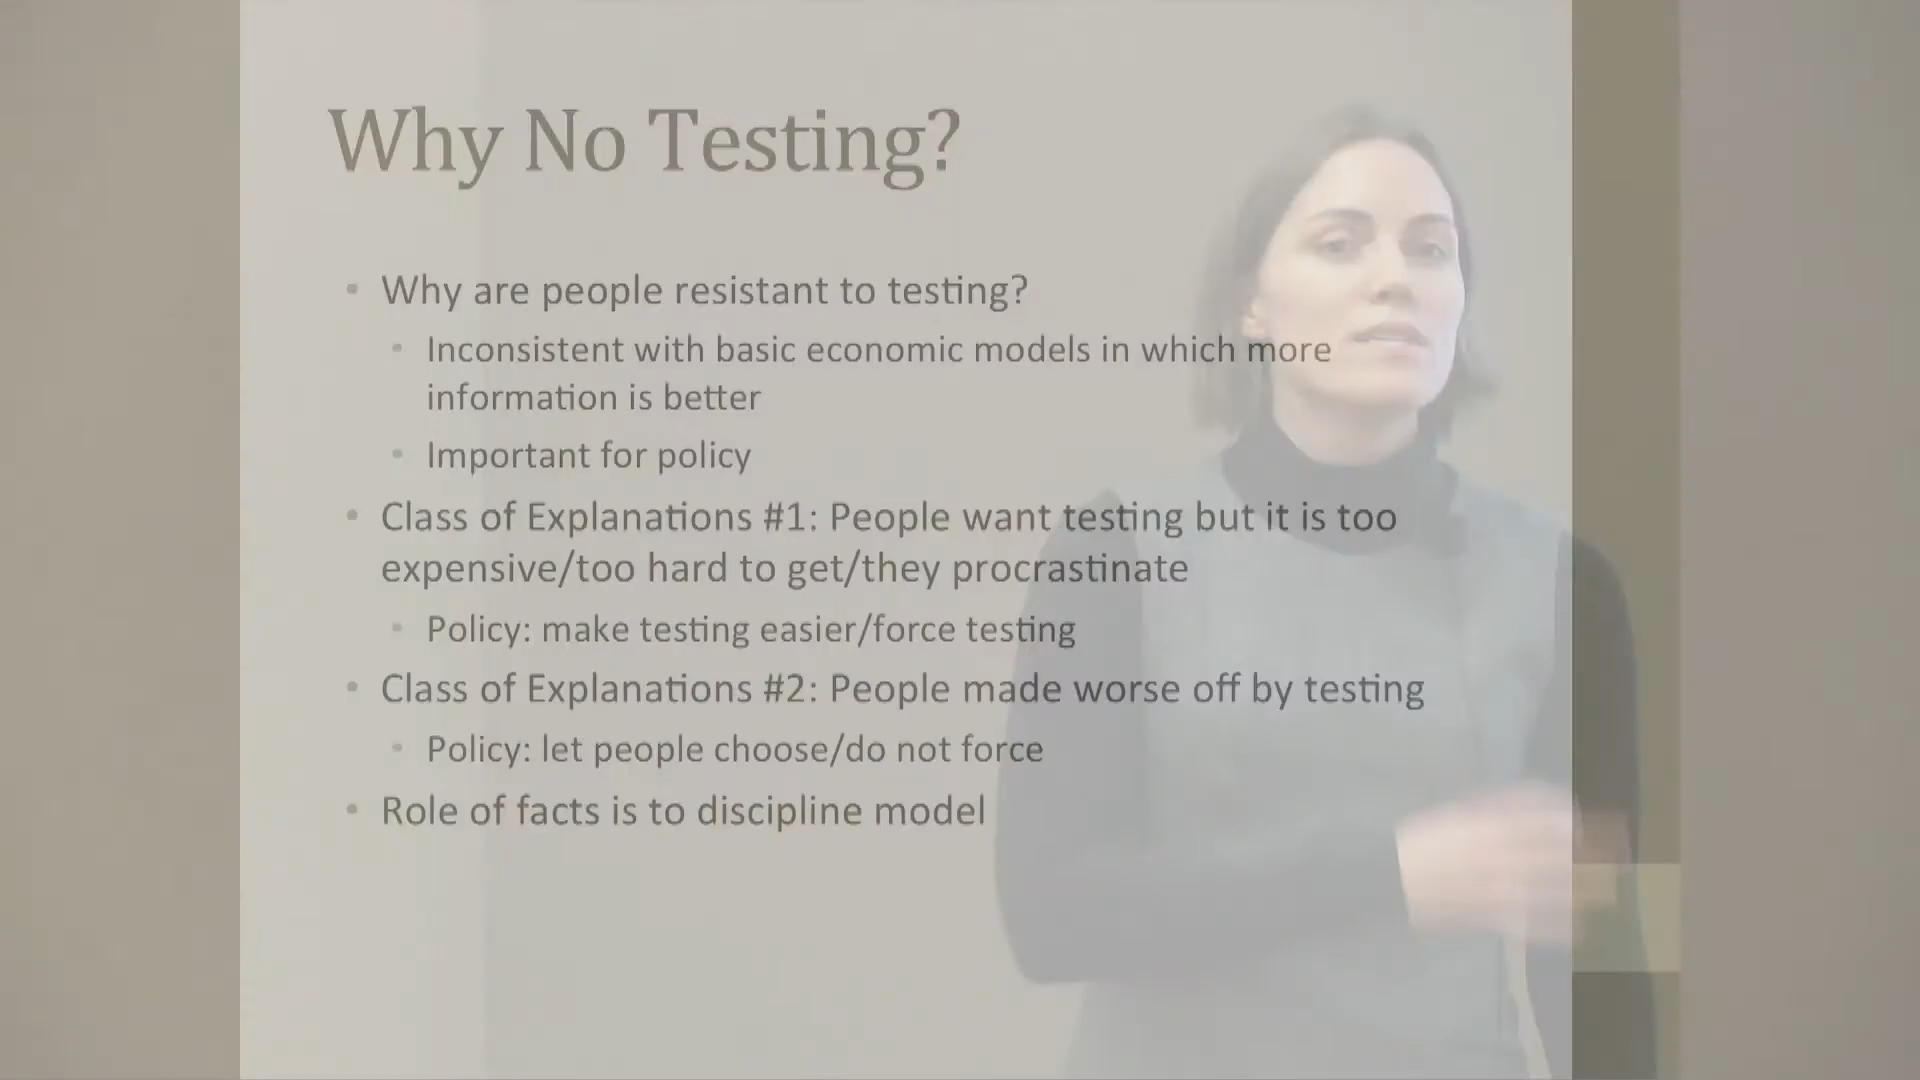 Why No Testing?
• Why are people resistant to testing?
• Inconsistent with basic economic models in which more
information is better
• Important for policy
• Class of Explanations #1: People want testing but it is too
expensive/too hard to get/they procrastinate
• Policy: make testing easier/force testing
• Class of Explanations #2: People made worse off by testing
• Policy: let people choose/do not force
• Role of facts is to discipline model